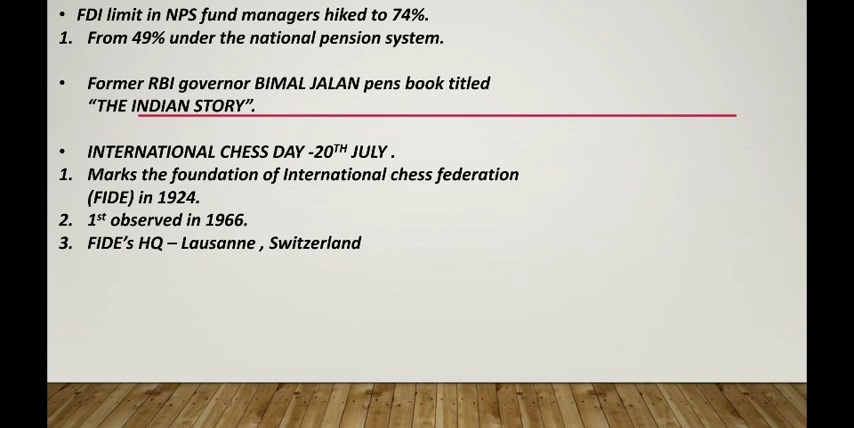 • FDI limit in NPS fund managers hiked to 74%.
1. From 49% under the national pension system.
• Former RBI governor BIMAL JALAN pens book titled
“THE INDIAN STORY”.
• INTERNATIONAL CHESS DAY -20TH JULY .
1. Marks the foundation of International chess federation
(FIDE) in 1924.
2. 1st observed in 1966.
3. FIDE’s HQ – Lausanne , Switzerland